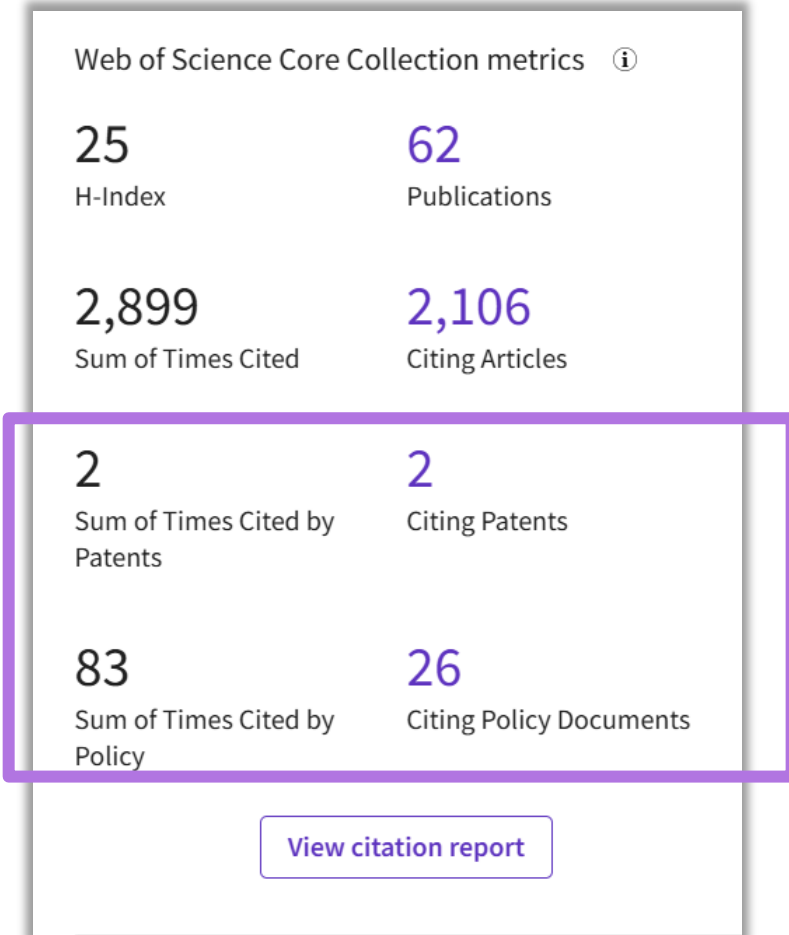 Web of Science Core Collection metrics
25 62
H-Index Publications
2,899 2,106
Sum of Times Cited Citing Articles
2 2
Sum of Times Cited by Citing Patents
Patents
83 26
Sum of Times Cited by Citing Policy Documents
Policy
View citation report